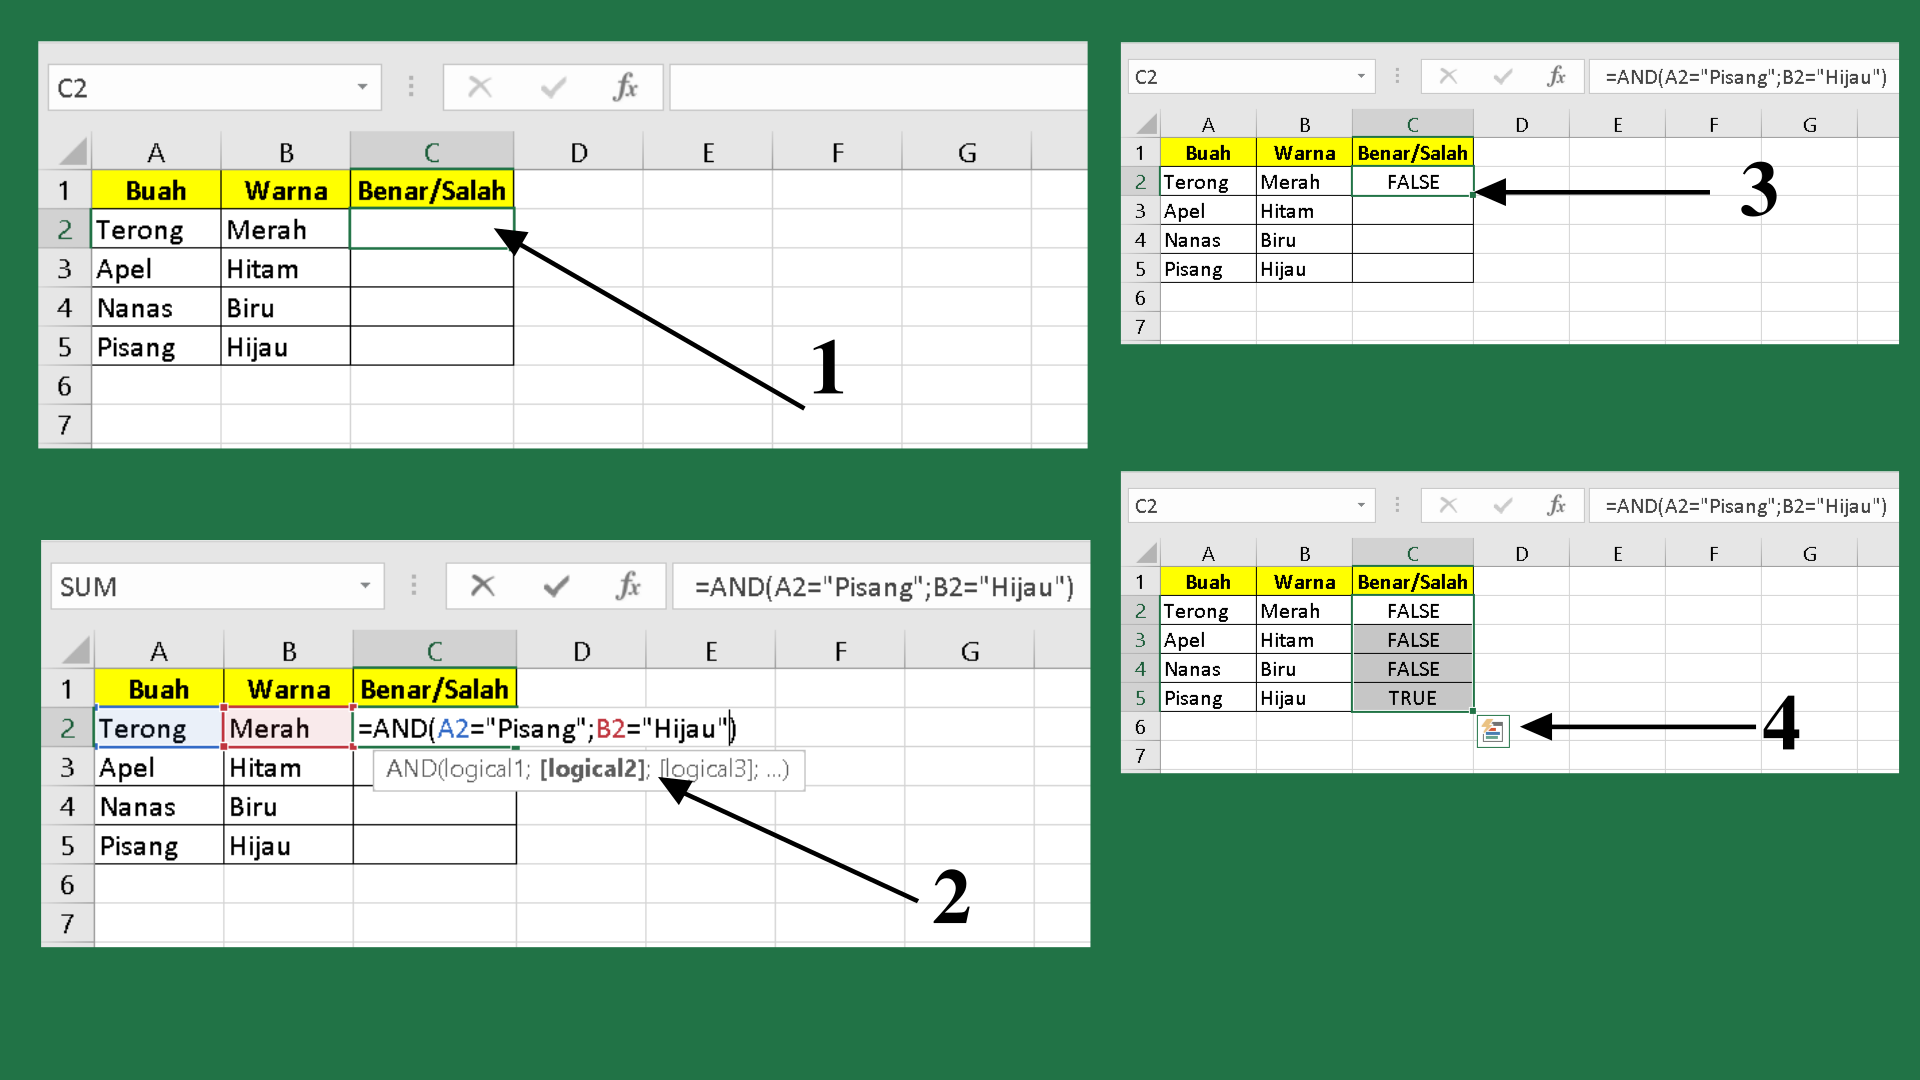 C2 fx
A B C D E F G
1 Buah Warna Benar/Salah
2 Terong Merah
3 Apel Hitam
4 Nanas Biru
5 Pisang Hijau
6
7
1
SUM fx =AND(A2="Pisang";B2="Hijau")
A B C D E F G
1 Buah Warna Benar/Salah
2 Terong Merah =AND(A2="Pisang";B2="Hijau")
3 Apel Hitam AND(logical1; [logical2]; [logical3]; ...)
4 Nanas Biru
5 Pisang Hijau
6
7
2
C2 fx =AND(A2="Pisang";B2="Hijau")
A B C D E F G
1 Buah Warna Benar/Salah
2 Terong Merah FALSE
3 Apel Hitam
4 Nanas Biru
5 Pisang Hijau
6
7
3
C2 fx =AND(A2="Pisang";B2="Hijau")
A B C D E F G
1 Buah Warna Benar/Salah
2 Terong Merah FALSE
3 Apel Hitam FALSE
4 Nanas Biru FALSE
5 Pisang Hijau TRUE
6
7
4